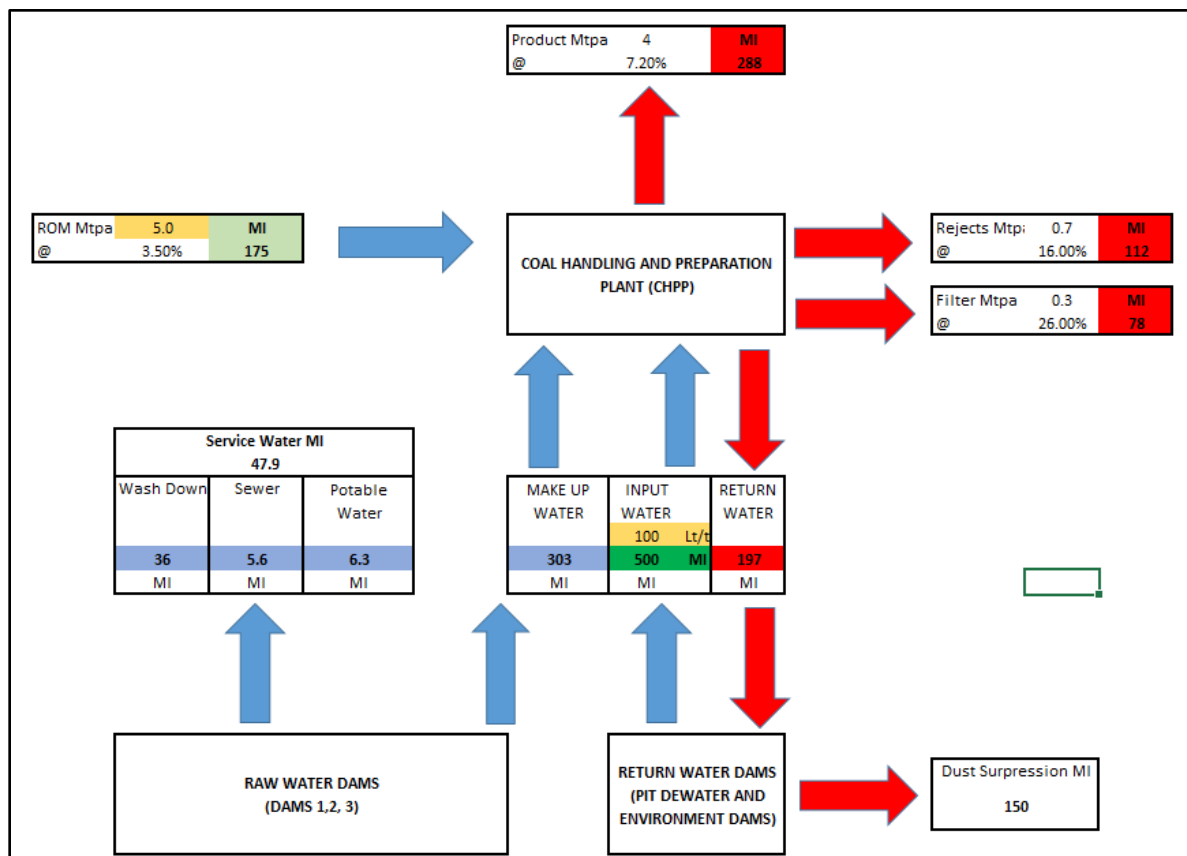 Product Mtpa 4 Ml
@ 7.20% 288
ROM Mtpa 5.0 Ml
@ 3.50% 175
COAL HANDLING AND PREPARATION
PLANT (CHPP)
Rejects Mtpa 0.7 Ml
@ 16.00% 112
Filter Mtpa 0.3 Ml
@ 26.00% 78
Service Water Ml
47.9
Wash Down Sewer Potable
Water
36 5.6 6.3
Ml Ml Ml
MAKE UP INPUT RETURN
WATER WATER WATER
100 Lt/t
303 500 Ml 197
Ml Ml Ml
RAW WATER DAMS
(DAMS 1,2, 3)
RETURN WATER DAMS
(PIT DEWATER AND
ENVIRONMENT DAMS)
Dust Surpression Ml
150